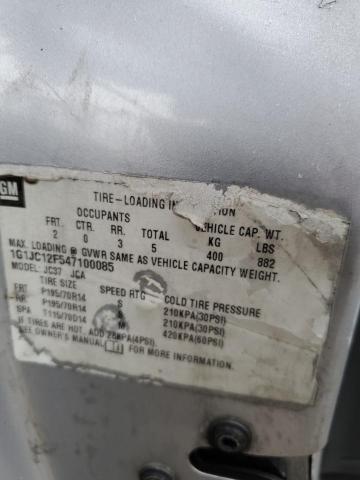 GM
TIRE-LOADING IN TION
OCCUPANTS VEHICLE CAP. WT.
FRT. CTR. RR. TOTAL KG LBS
2 0 3 5 400 882
MAX. LOADING @ GVWR SAME AS VEHICLE CAPACITY WEIGHT.
1G1JC12F547100085
MODEL: JC37 JCA
TIRE SIZE SPEED RTG COLD TIRE PRESSURE
FRT P195/70R14 S 210KPA(30PSI)
RR P195/70R14 S 210KPA(30PSI)
SPA T115/70D14 M 420KPA(60PSI)
IF TIRES ARE HOT, ADD 28KPA(4PSI).
SEE OWNER'S MANUAL FOR MORE INFORMATION.